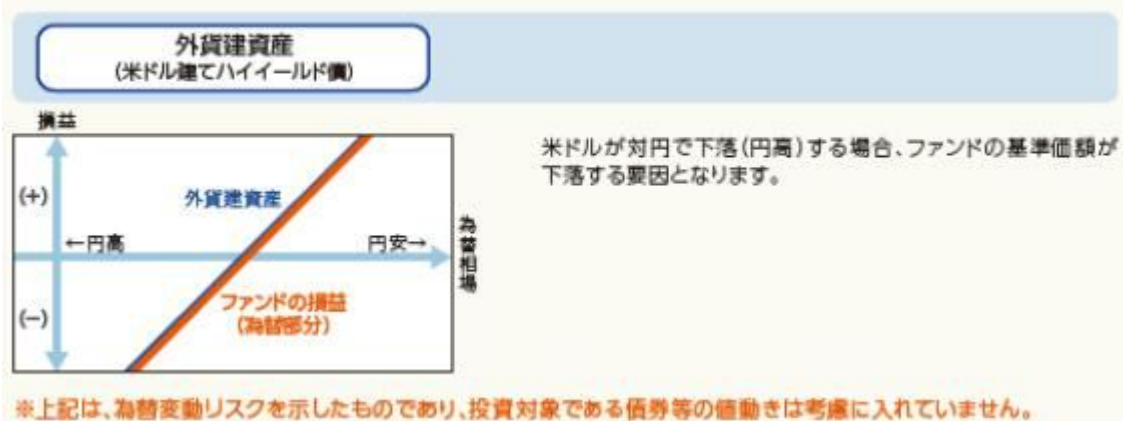 外貨建資産
(米ドル建てハイイールド債)
損益
米ドルが対円で下落(円高)する場合、ファンドの基準価額が
下落する要因となります。
(+)
外貨建資産
←円高
円安→
為替相場
ファンドの損益
(為替部分)
(−)
※上記は、為替変動リスクを示したものであり、投資対象である債券等の値動きは考慮に入れていません。